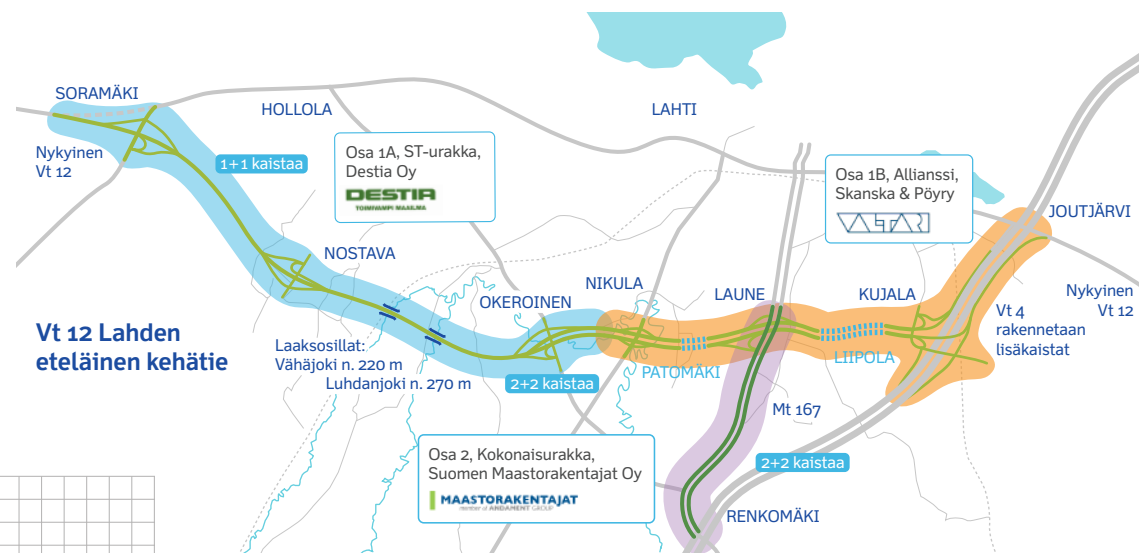 SORAMÄKI
HOLLOLA
LAHTI
Nykyinen
Vt 12
1+1 kaistaa
Osa 1A, ST-urakka,
Destia Oy
DESTIA
TOIMIVAMPI MAAILMA
Osa 1B, Allianssi,
Skanska & Pöyry
VALTARI
JOUTJÄRVI
NOSTAVA
NIKULA
LAUNE
KUJALA
OKEROINEN
Nykyinen
Vt 12
Vt 4
rakennetaan
lisäkaistat
Vt 12 Lahden
eteläinen kehätie
Laaksosillat:
Vähäjoki n. 220 m
Luhdanjoki n. 270 m
2+2 kaistaa
PATOMÄKI
LIIPOLA
Mt 167
Osa 2, Kokonaisurakka,
Suomen Maastorakentajat Oy
MAASTORAKENTAJAT
member of ANDAMENT GROUP
2+2 kaistaa
RENKOMÄKI